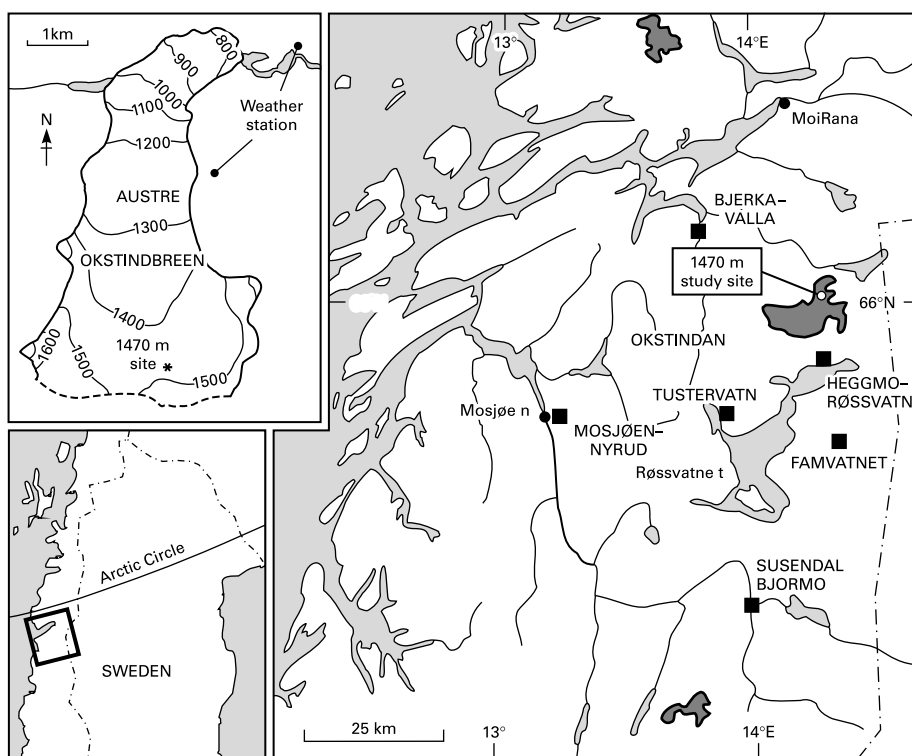 1km
N
800
900
1000
1100
1200
Weather
station
AUSTRE
1300
OKSTINDBREEN
1400
1600
1500
1470 m
site *
1500
Arctic Circle
SWEDEN
13°
14°E
MoiRana
BJERKA-
VÁLLA
1470 m
study site
66°N
OKSTINDAN
HEGGMO-
RØSSVATN
TUSTERVATN
Mosjøe n
MOSJØEN-
NYRUD
Røssvatne t
FAMVATNET
SUSENDAL
BJORMO
25 km
13°
14°E